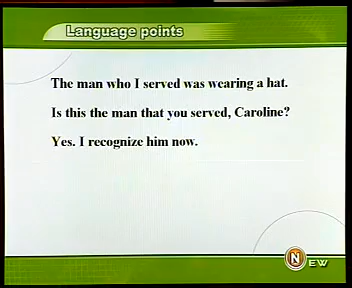 Language points
The man who I served was wearing a hat.
Is this the man that you served, Caroline?
Yes. I recognize him now.
NEW